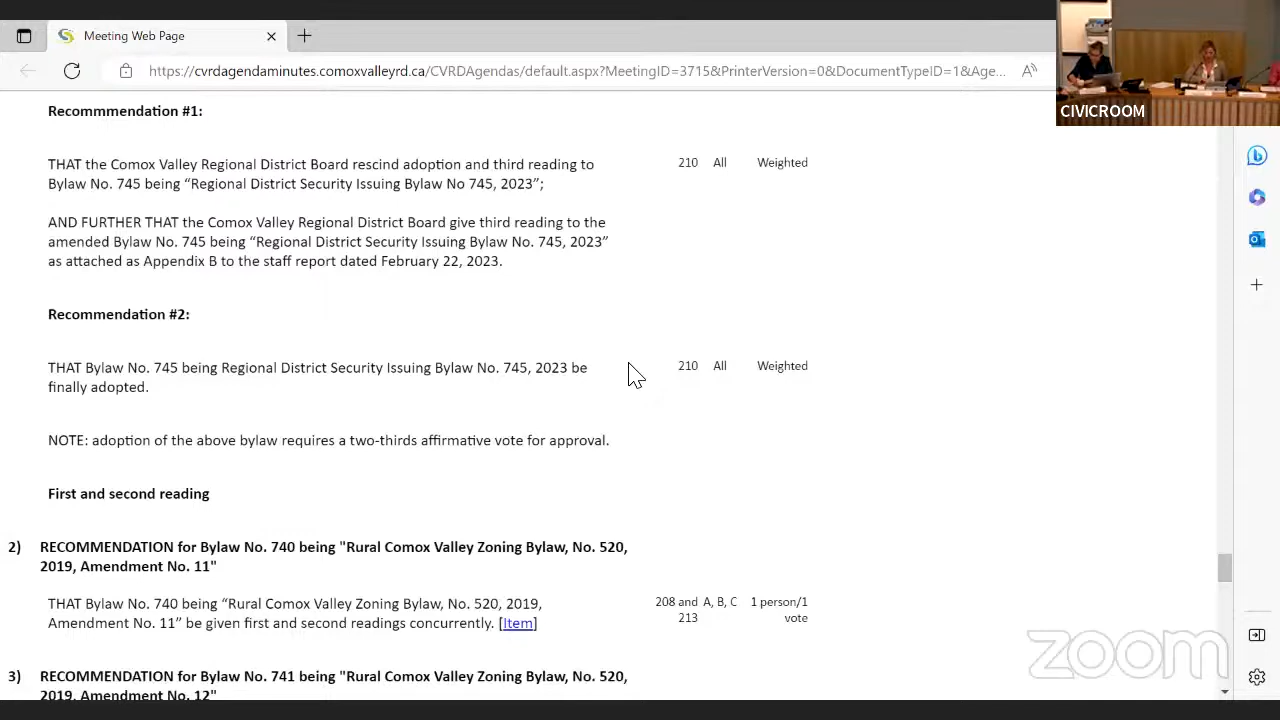 Meeting Web Page
https://cvrdagendaminutes.comoxvalleyrd.ca/CVRDAgendas/default.aspx?MeetingID=3715&PrinterVersion=0&DocumentTypeID=1&Age...
CIVICROOM
Recommmendation #1:
THAT the Comox Valley Regional District Board rescind adoption and third reading to 210 All Weighted
Bylaw No. 745 being “Regional District Security Issuing Bylaw No 745, 2023”;
AND FURTHER THAT the Comox Valley Regional District Board give third reading to the
amended Bylaw No. 745 being “Regional District Security Issuing Bylaw No. 745, 2023”
as attached as Appendix B to the staff report dated February 22, 2023.
Recommendation #2:
THAT Bylaw No. 745 being Regional District Security Issuing Bylaw No. 745, 2023 be 210 All Weighted
finally adopted.
NOTE: adoption of the above bylaw requires a two-thirds affirmative vote for approval.
First and second reading
2) RECOMMENDATION for Bylaw No. 740 being "Rural Comox Valley Zoning Bylaw, No. 520,
2019, Amendment No. 11"
THAT Bylaw No. 740 being “Rural Comox Valley Zoning Bylaw, No. 520, 2019, 208 and A, B, C 1 person/1
Amendment No. 11” be given first and second readings concurrently. [Item] 213 vote
3) RECOMMENDATION for Bylaw No. 741 being "Rural Comox Valley Zoning Bylaw, No. 520,
2019, Amendment No. 12"
zoom